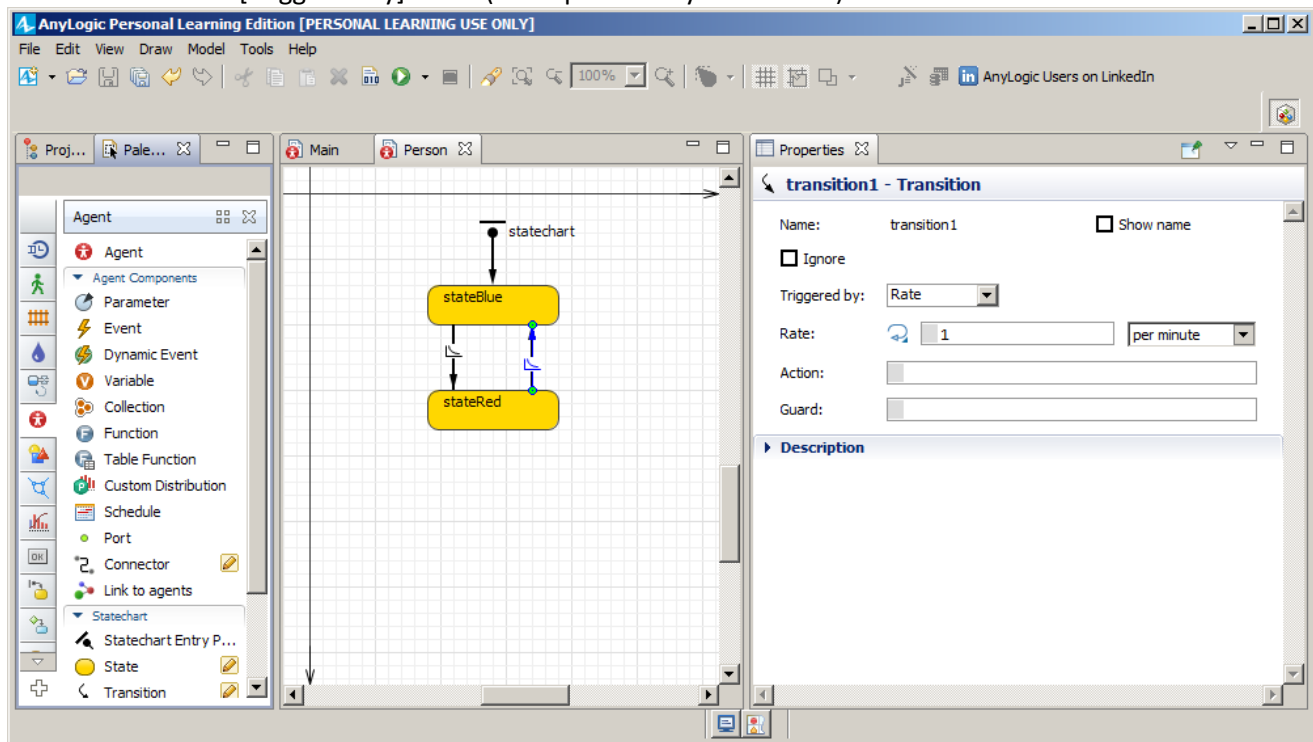 AnyLogic Personal Learning Edition [PERSONAL LEARNING USE ONLY]
File Edit View Draw Model Tools Help
100% AnyLogic Users on LinkedIn
Proj... Pale... Main Person Properties
transition1 - Transition
Agent
Agent
Agent Components
Parameter
Event
Dynamic Event
Variable
Collection
Function
Table Function
Custom Distribution
Schedule
Port
Connector
Link to agents
Statechart
Statechart Entry P...
State
Transition
statechart
stateBlue
stateRed
Name: transition1 Show name
Ignore
Triggered by: Rate
Rate: 1 per minute
Action:
Guard:
Description